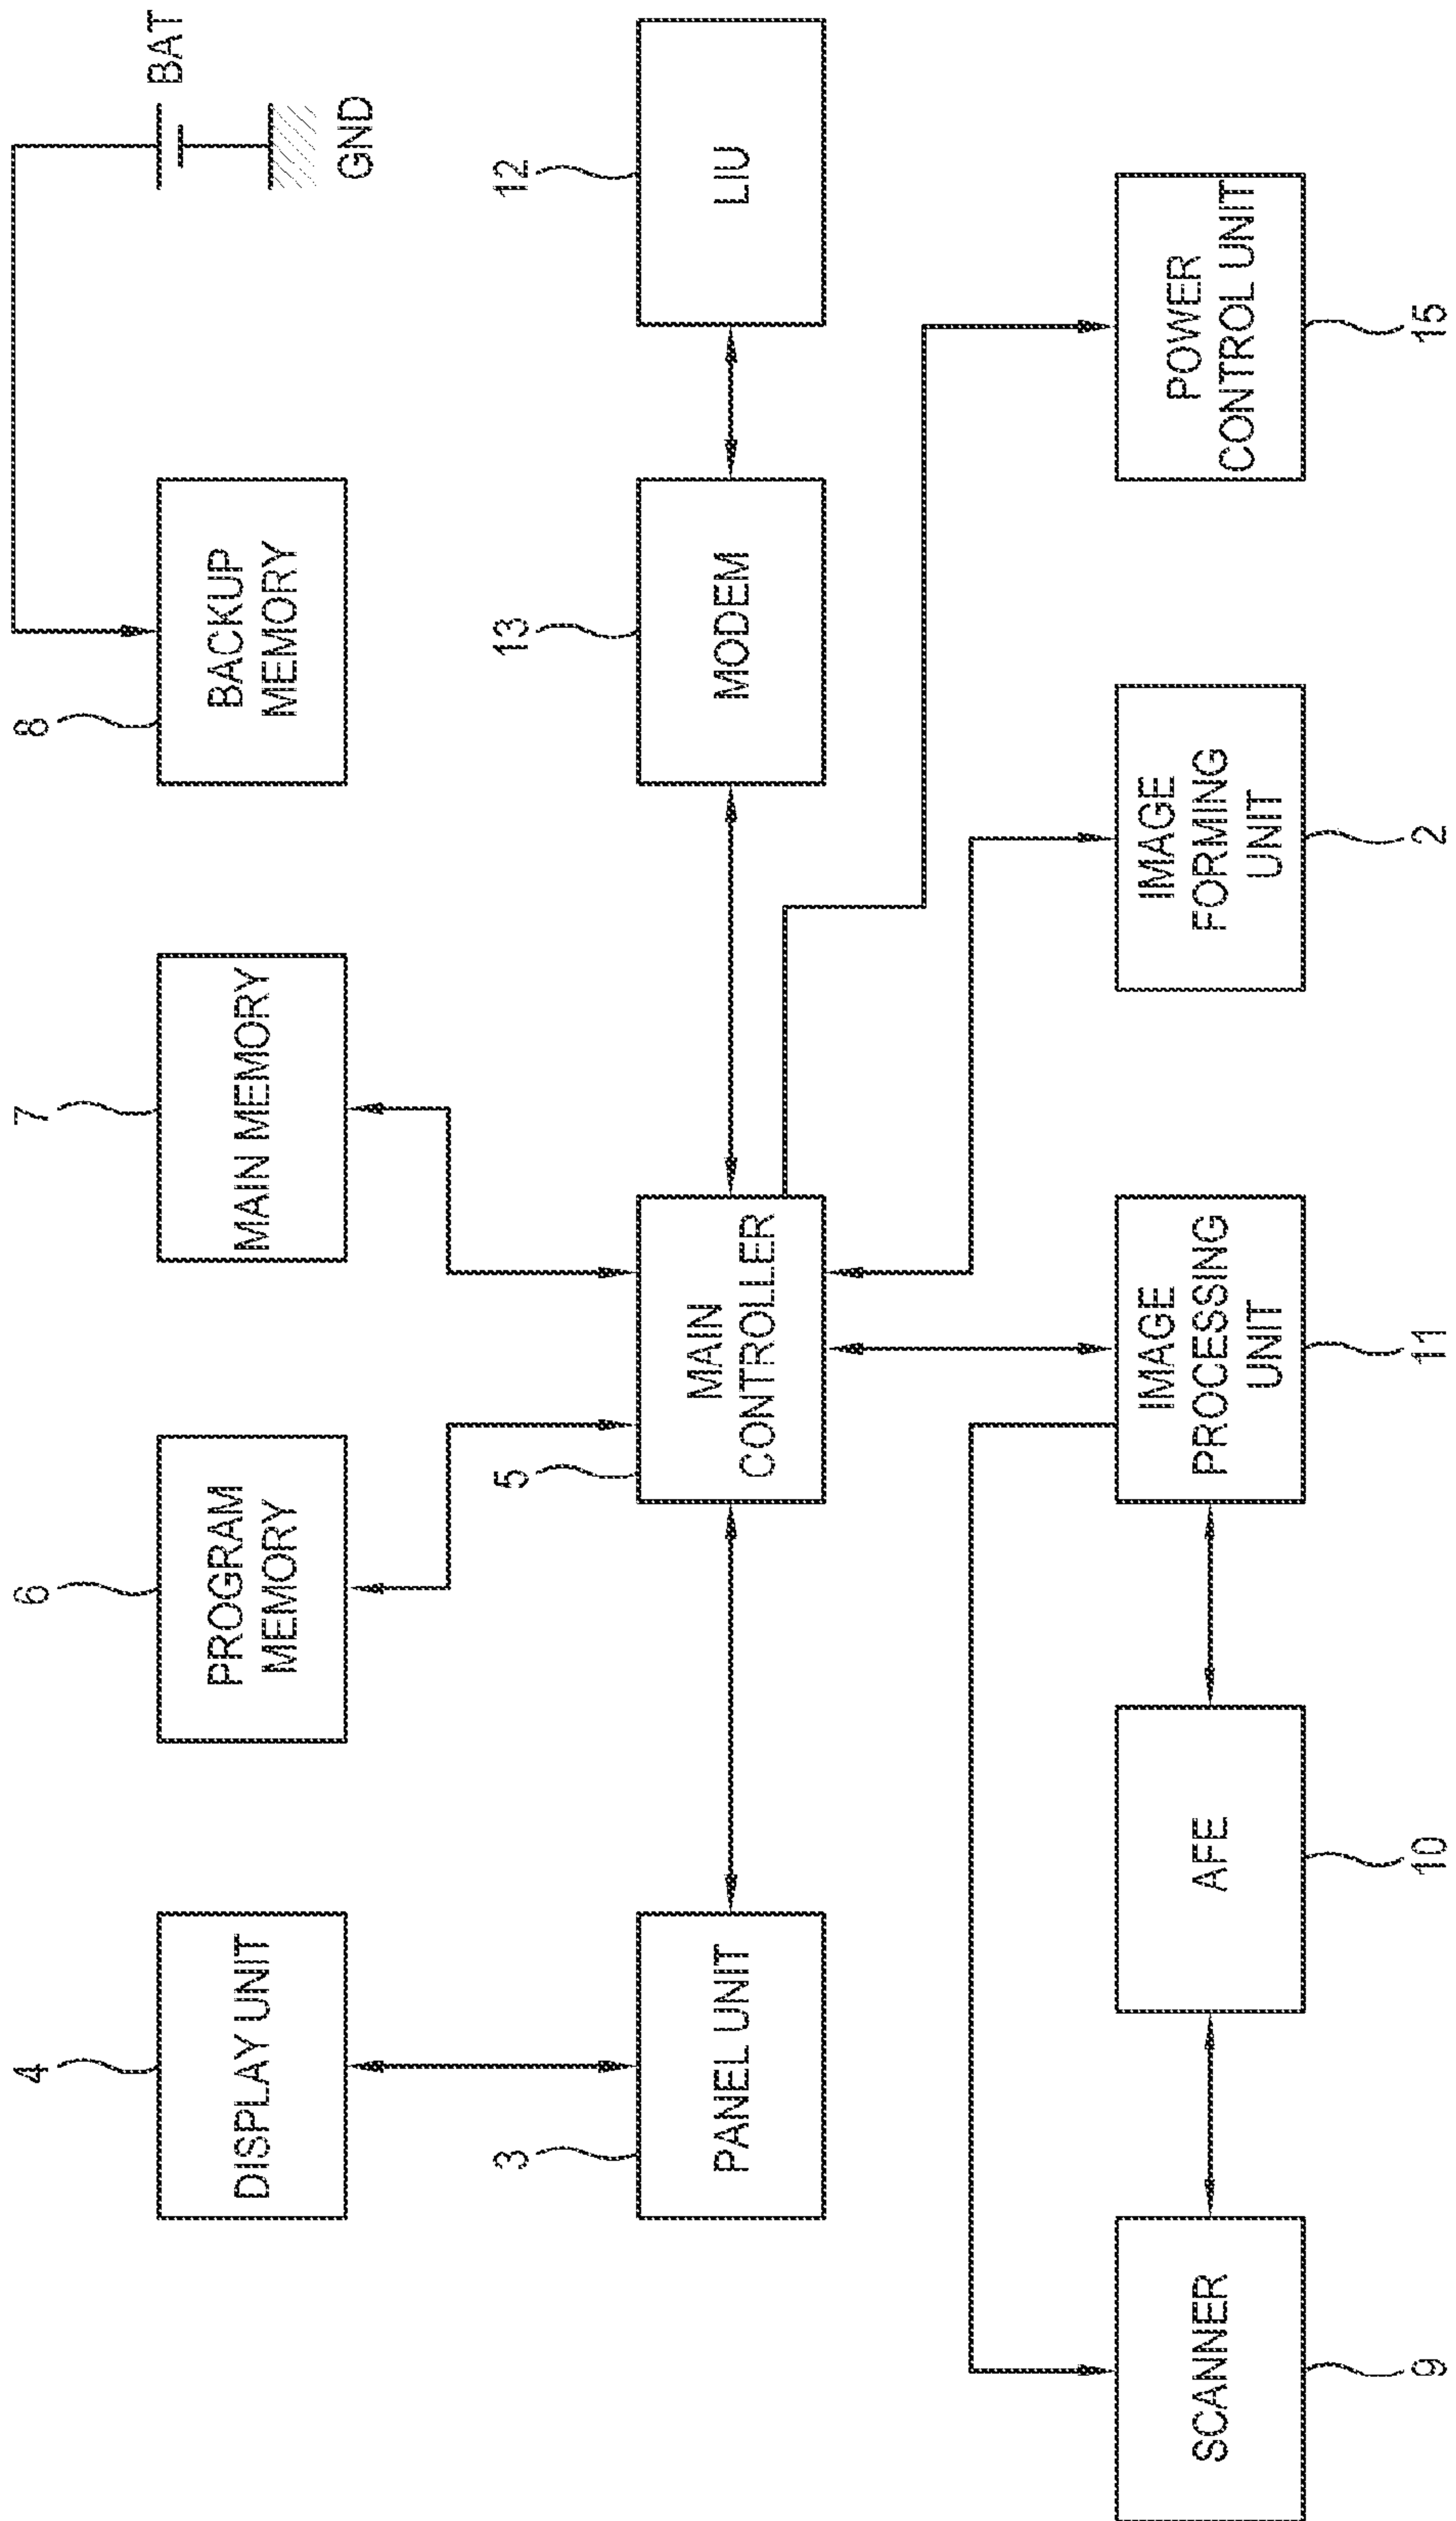 4
DISPLAY UNIT
6
PROGRAM
MEMORY
7
MAIN MEMORY
8
BACKUP
MEMORY
BAT
GND
3
PANEL UNIT
5
MAIN
CONTROLLER
13
MODEM
12
LIU
SCANNER
9
AFE
10
IMAGE
PROCESSING
UNIT
11
IMAGE
FORMING
UNIT
2
POWER
CONTROL UNIT
15